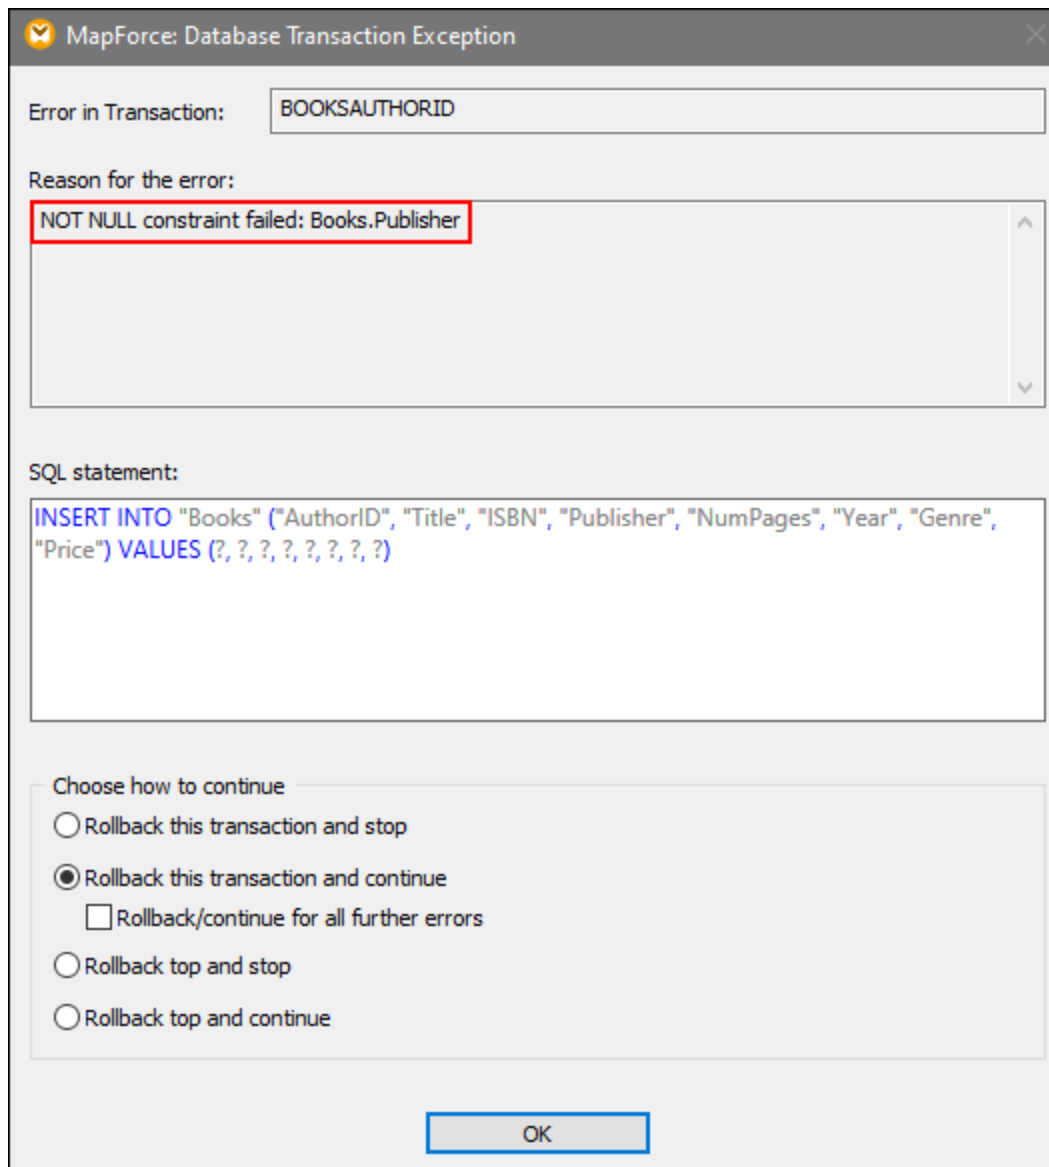 MapForce: Database Transaction Exception
Error in Transaction:
BOOKSAUTHORID
Reason for the error:
NOT NULL constraint failed: Books.Publisher
SQL statement:
INSERT INTO "Books" ("AuthorID", "Title", "ISBN", "Publisher", "NumPages", "Year", "Genre",
"Price") VALUES (?, ?, ?, ?, ?, ?, ?, ?)
Choose how to continue
Rollback this transaction and stop
Rollback this transaction and continue
Rollback/continue for all further errors
Rollback top and stop
Rollback top and continue
OK